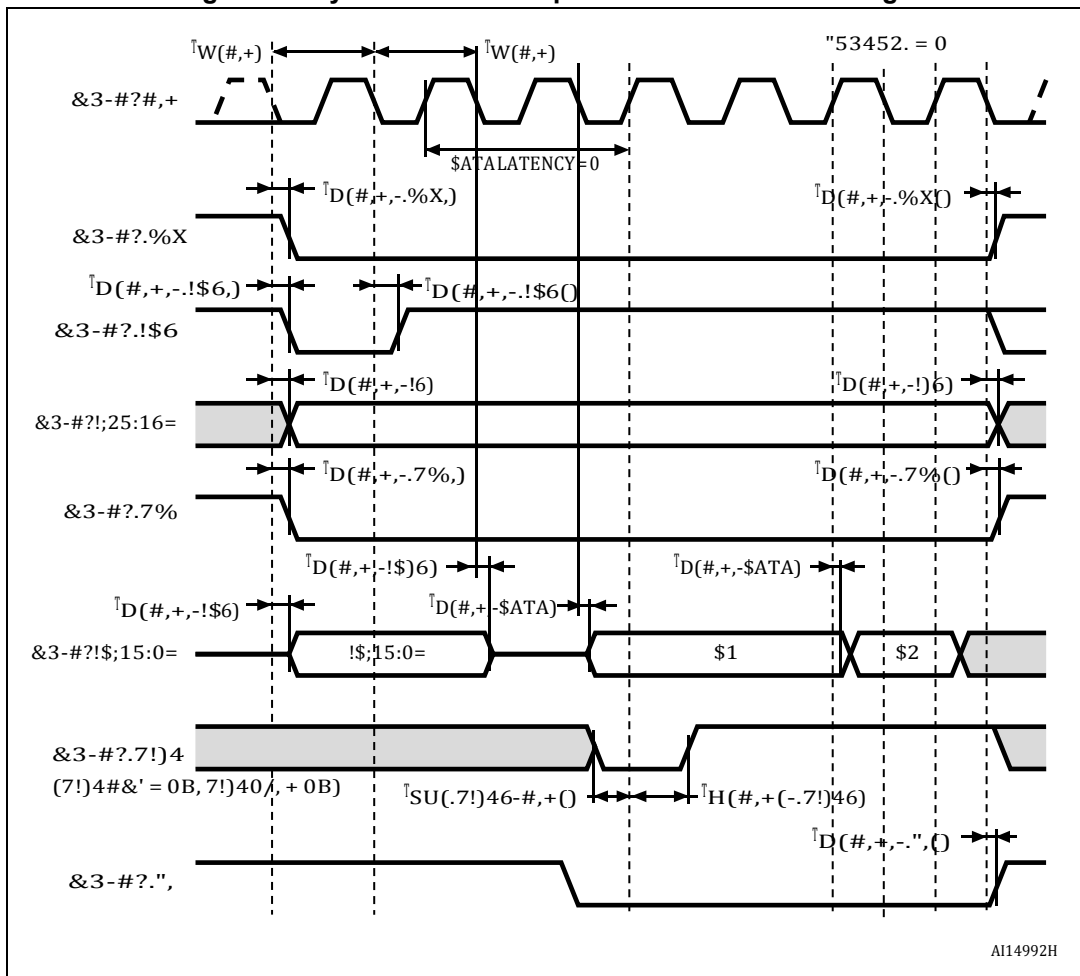 TW(#,+) TW(#,+) "53452. = 0
&3-#?#,+
$ATALATENCY=0
TD(#,+,-.%X,) TD(#,+,-.%X()
&3-#?.%X
TD(#,+,-.!$6,) TD(#,+,-.!$6()
&3-#?.!$6
TD(#,+,-!6) TD(#,+,-!)6)
&3-#?!;25:16=
TD(#,+,-.7%,) TD(#,+,-.7%()
&3-#?.7%
TD(#,+,-!$)6) TD(#,+,-$ATA)
TD(#,+,-!$6) TD(#,+,-$ATA)
&3-#?!$;15:0= !$;15:0= $1 $2
&3-#?.7!)4
(7!)4#&' = 0B, 7!)40/, + 0B)
TSU(.7!)46-#,+() TH(#,+(-.7!)46)
TD(#,+,-.",()
&3-#?.",
AI14992H